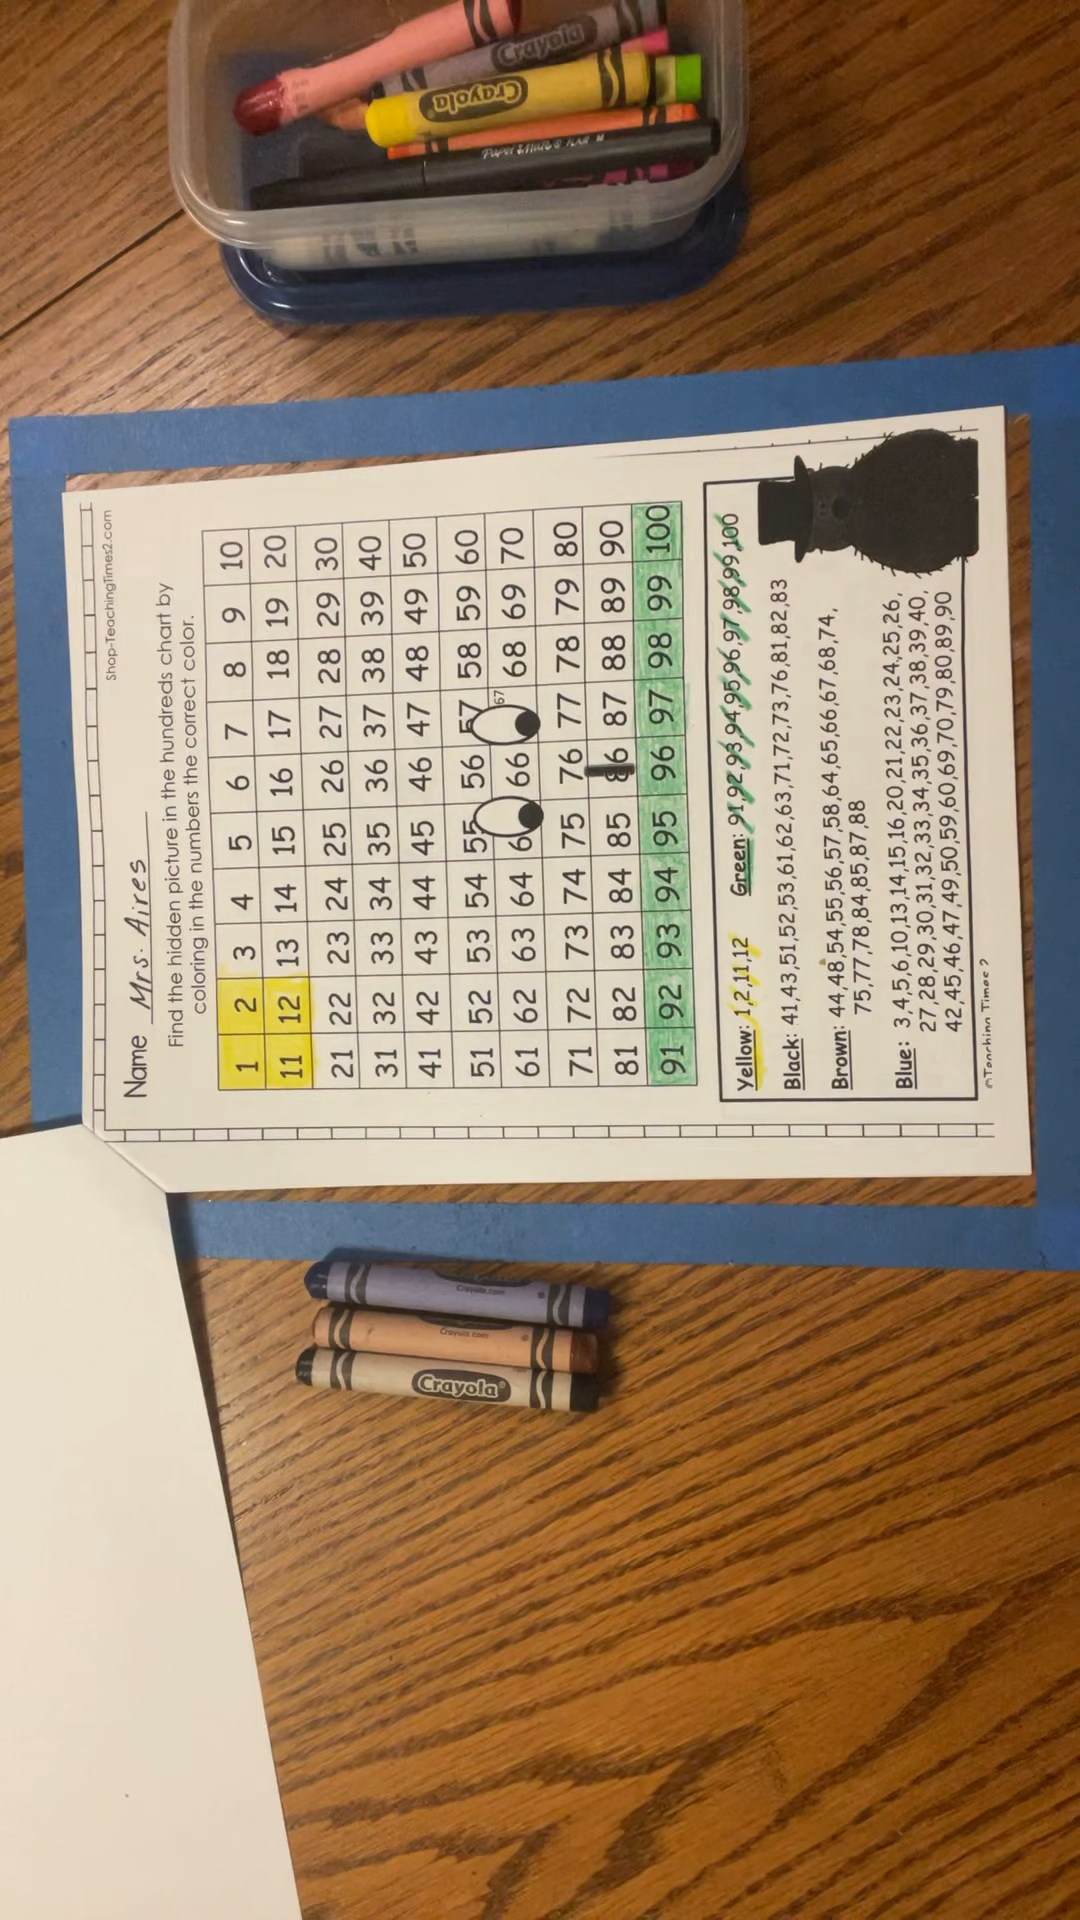 Crayola
Crayola
Shop-TeachingTimes2.com
Name Mrs. Aires
Find the hidden picture in the hundreds chart by
coloring in the numbers the correct color.
1 2 3 4 5 6 7 8 9 10
11 12 13 14 15 16 17 18 19 20
21 22 23 24 25 26 27 28 29 30
31 32 33 34 35 36 37 38 39 40
41 42 43 44 45 46 47 48 49 50
51 52 53 54 55 56 57 58 59 60
61 62 63 64 6 66 67 68 69 70
71 72 73 74 75 76 77 78 79 80
81 82 83 84 85 86 87 88 89 90
91 92 93 94 95 96 97 98 99 100
Yellow: 1,2,11,12 Green: 91,92,93,94,95,96,97,98,99,100
Black: 41,43,51,52,53,61,62,63,71,72,73,76,81,82,83
Brown: 44,48,54,55,56,57,58,64,65,66,67,68,74,
75,77,78,84,85,87,88
Blue: 3,4,5,6,10,13,14,15,16,20,21,22,23,24,25,26,
27,28,29,30,31,32,33,34,35,36,37,38,39,40,
42,45,46,47,49,50,59,60,69,70,79,80,89,90
©Teaching Times 2
Crayola.com
Crayola.com
Crayola